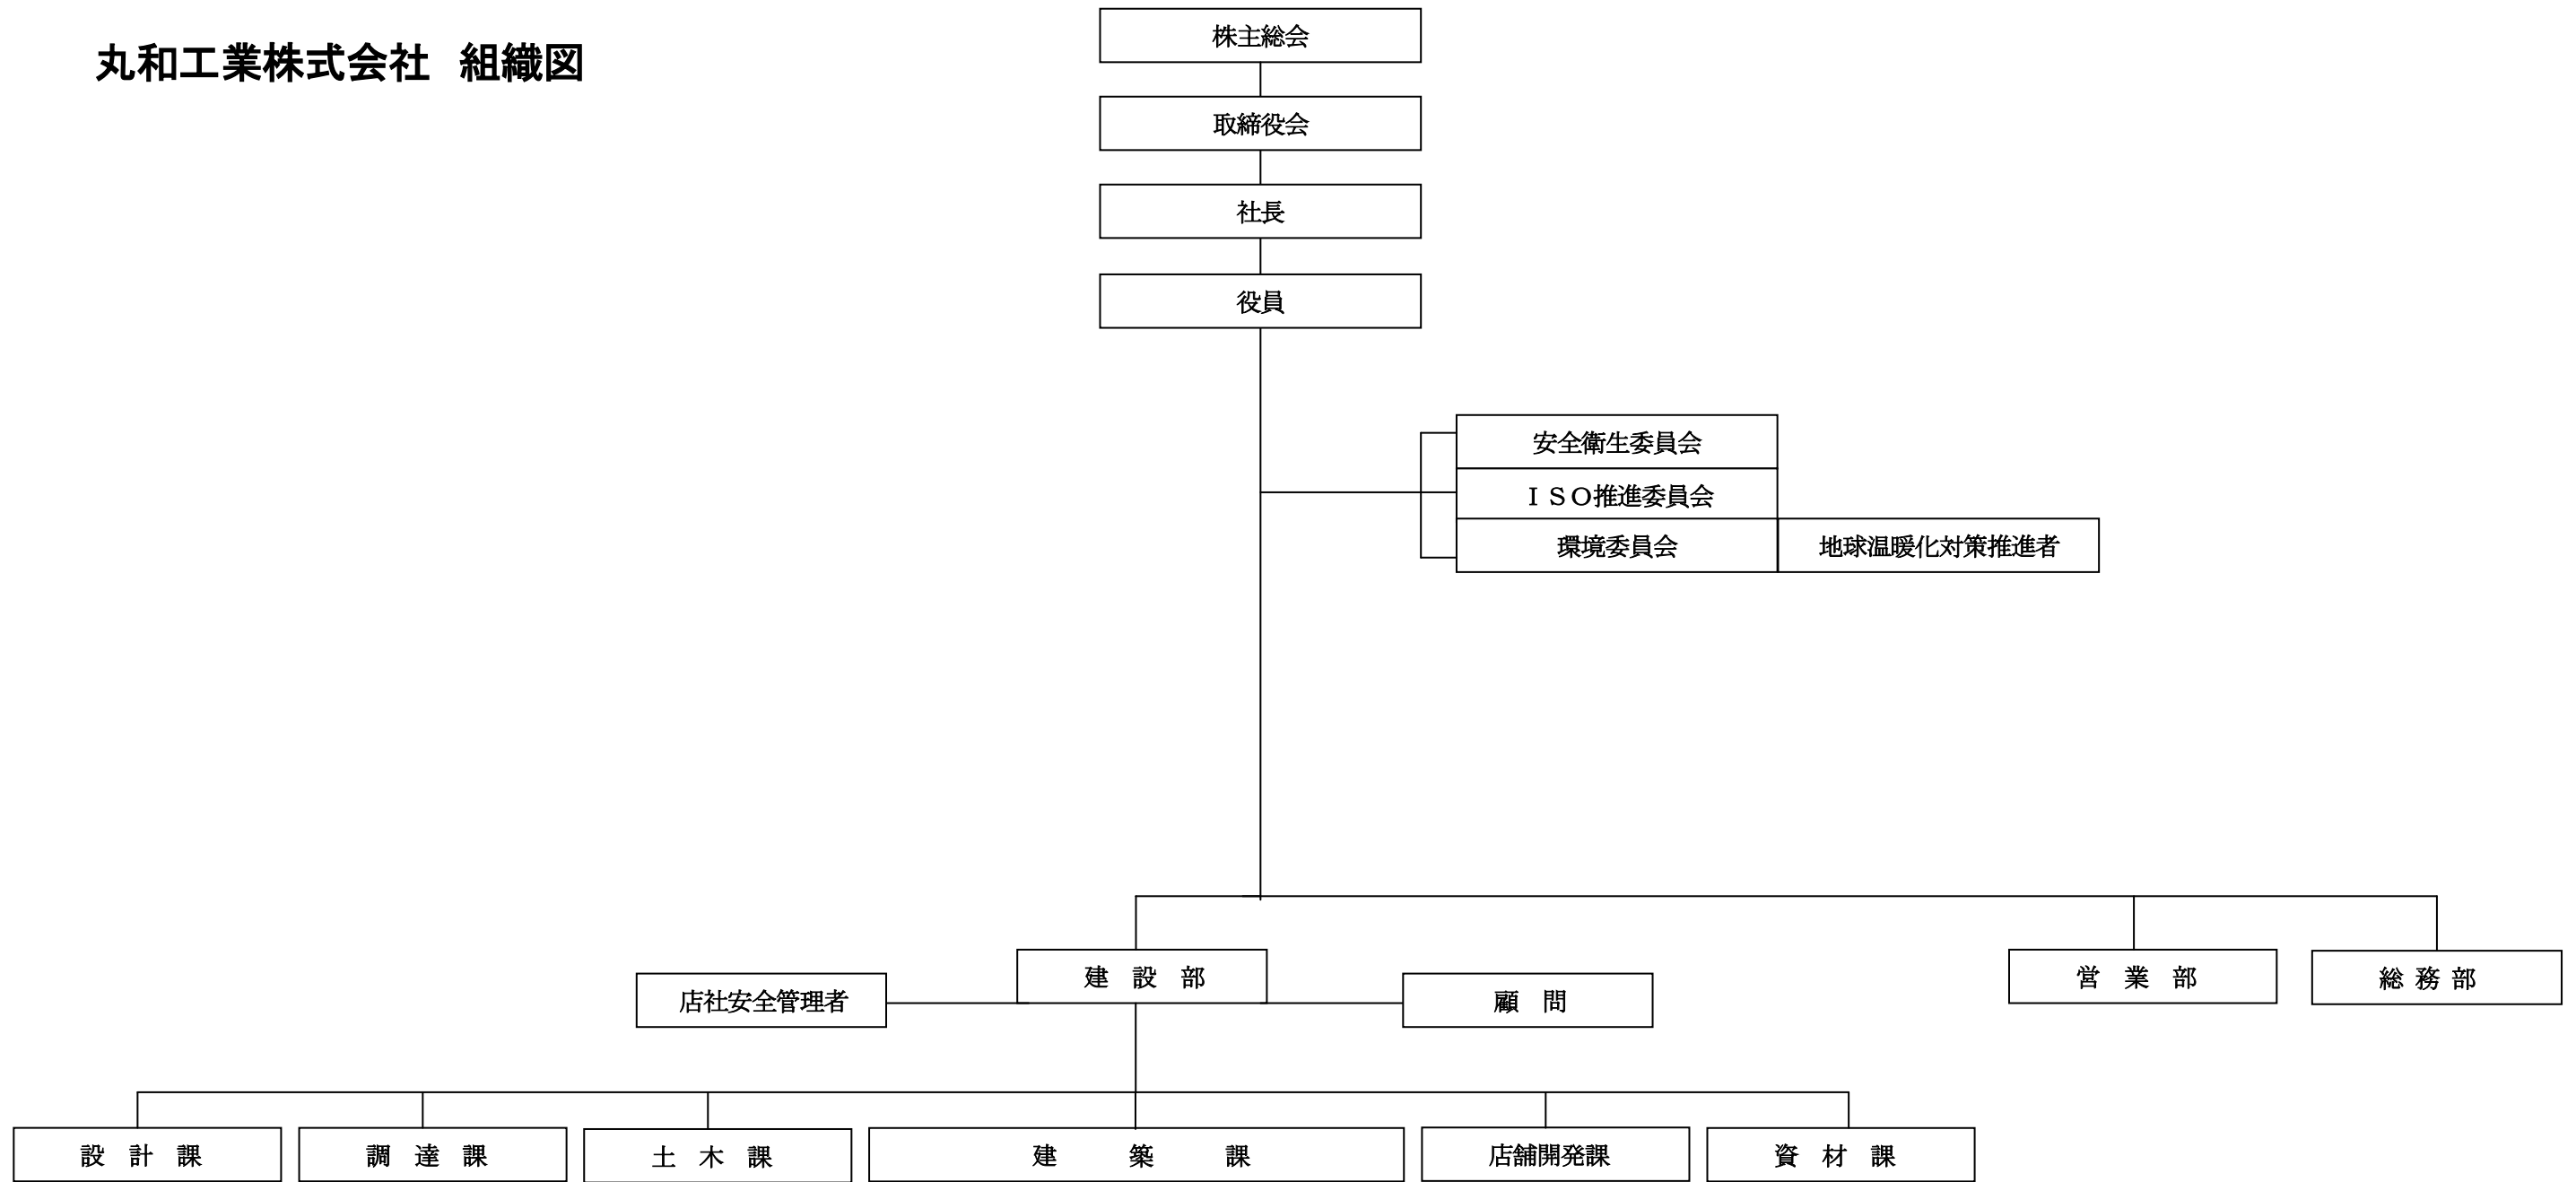 丸和工業株式会社　組織図
株主総会
取締役会
社長
役員
安全衛生委員会
ＩＳＯ推進委員会
環境委員会
地球温暖化対策推進者
建　設　部
営　業　部
総 務 部
店社安全管理者
顧　問
設　計　課
調　達　課
土　木　課
建　　　築　　　課
店舗開発課
資　材　課